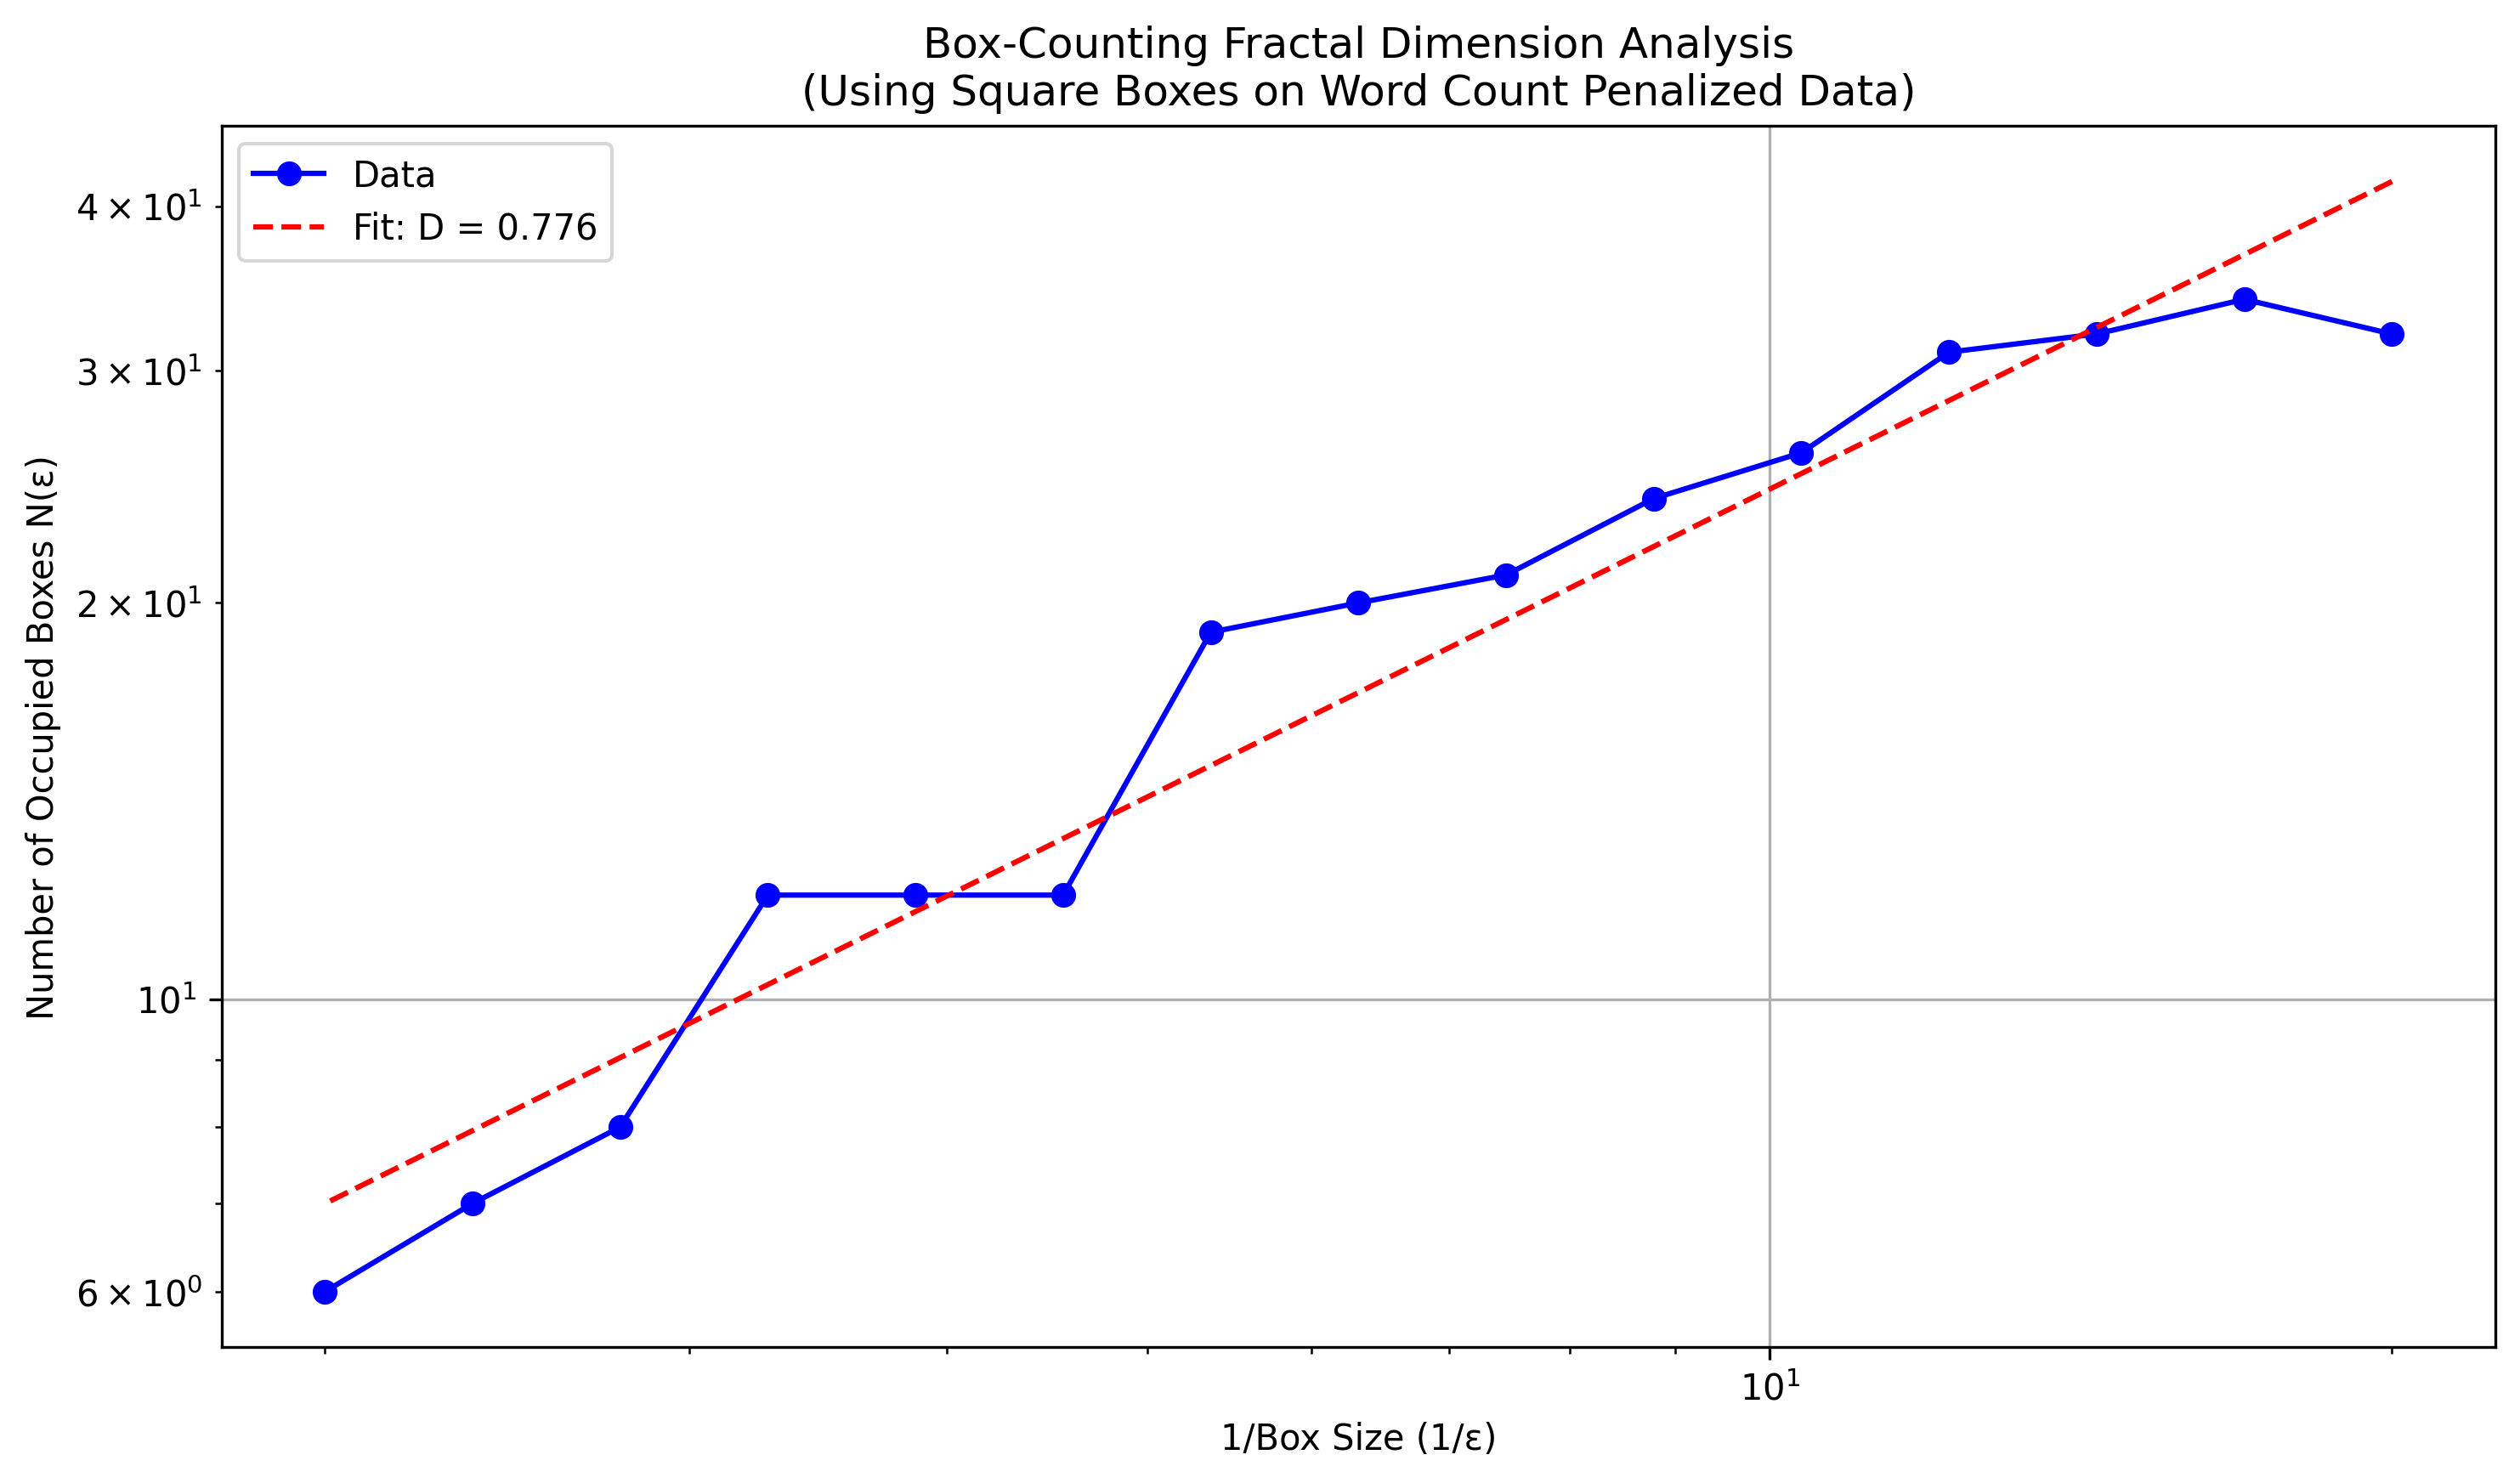 Box-Counting Fractal Dimension Analysis
(Using Square Boxes on Word Count Penalized Data)
Data
Fit: D = 0.776
4 × 10¹
3 × 10¹
2 × 10¹
10¹
6 × 10⁰
Number of Occupied Boxes N(ε)
10¹
1/Box Size (1/ε)